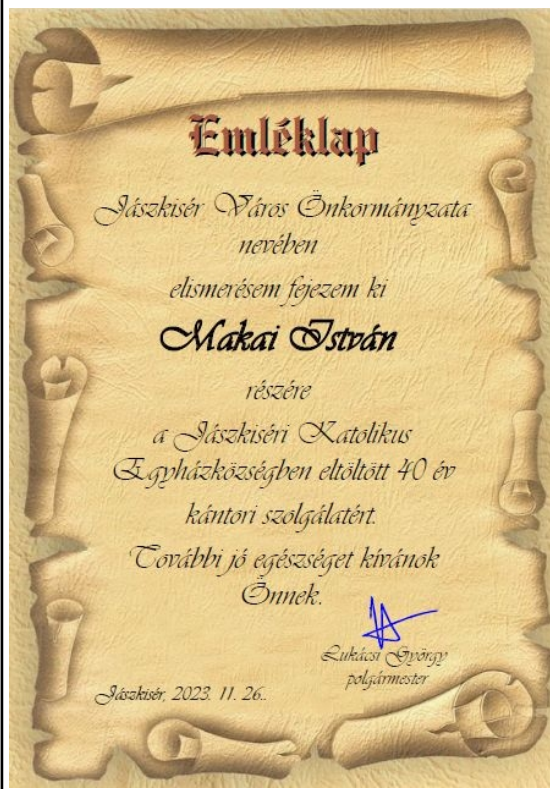 Emléklap
Jászkisér Város Önkormányzata
nevében
elismerésem fejezem ki
Makai István
részére
a Jászkiséri Katolikus
Egyházközségben eltöltött 40 év
kántori szolgálatért.
További jó egészséget kívánok
Önnek.
Lukácsi György
polgármester
Jászkisér, 2023. 11. 26..